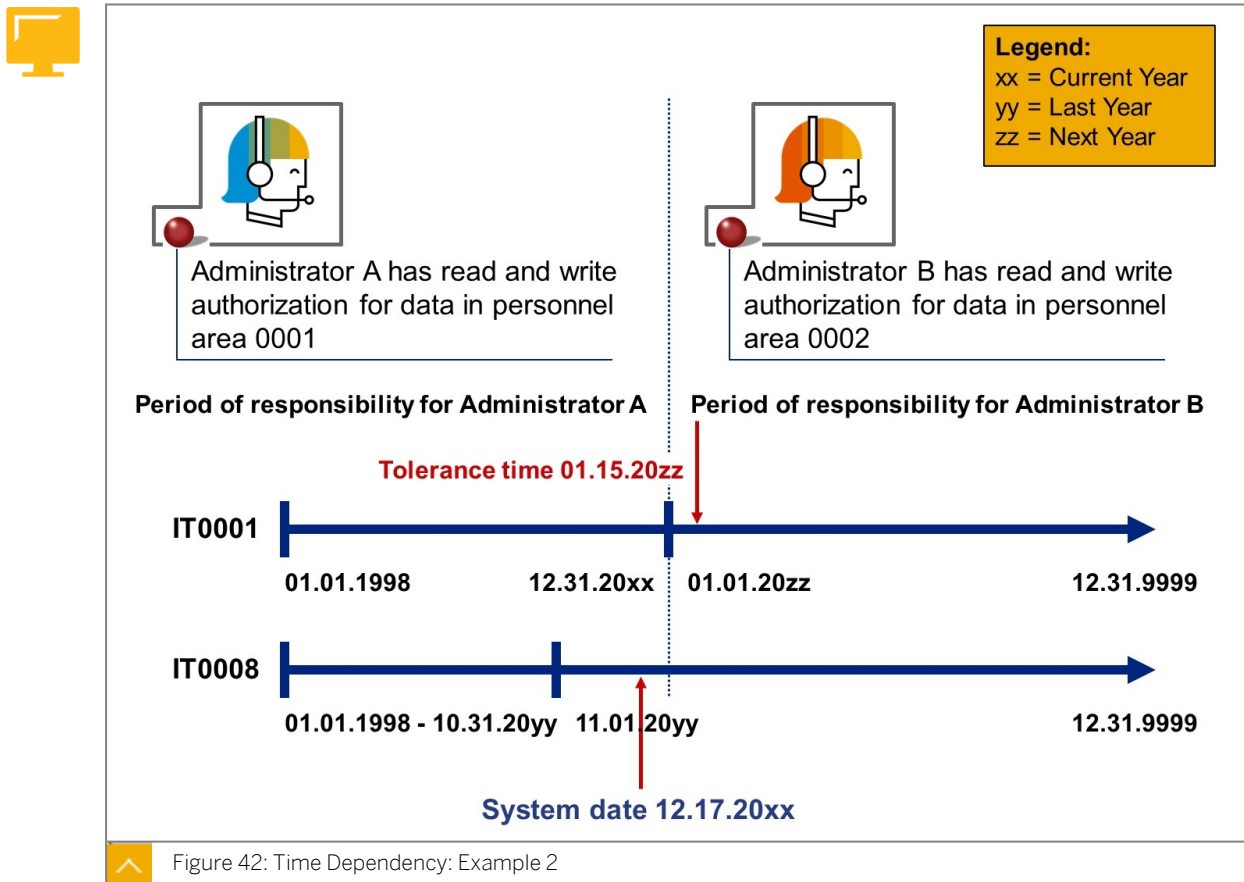 Legend:
xx = Current Year
yy = Last Year
zz = Next Year
Administrator A has read and write
authorization for data in personnel
area 0001
Administrator B has read and write
authorization for data in personnel
area 0002
Period of responsibility for Administrator A
Period of responsibility for Administrator B
Tolerance time 01.15.20zz
IT0001
01.01.1998
12.31.20xx
01.01.20zz
12.31.9999
IT0008
01.01.1998 - 10.31.20yy
11.01.20yy
12.31.9999
System date 12.17.20xx
Figure 42: Time Dependency: Example 2